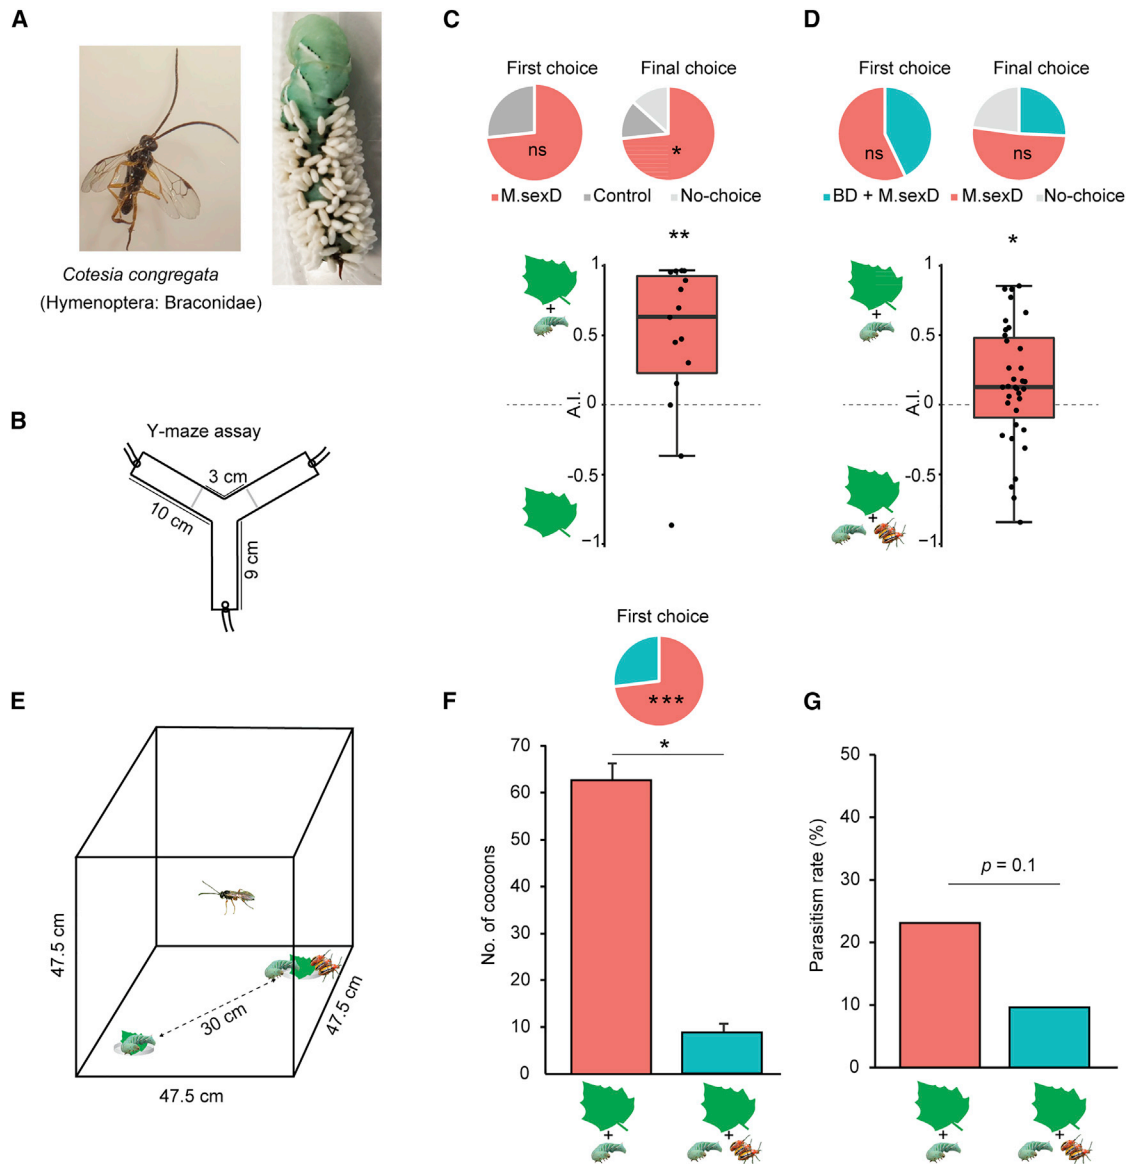 A
Cotesia congregata
(Hymenoptera: Braconidae)
B
Y-maze assay
3 cm
10 cm
9 cm
C
First choice
Final choice
ns
*
M.sexD
Control
No-choice
**
1
+
0.5
A.I.
0
-0.5
−1
D
First choice
Final choice
ns
ns
BD + M.sexD
M.sexD
No-choice
*
1
+
0.5
A.I.
0
-0.5
+
−1
E
47.5 cm
30 cm
47.5 cm
47.5 cm
F
First choice
***
*
No. of cocoons
70
60
50
40
30
20
10
0
+
+
G
Parasitism rate (%)
50
40
30
20
10
0
p = 0.1
+
+